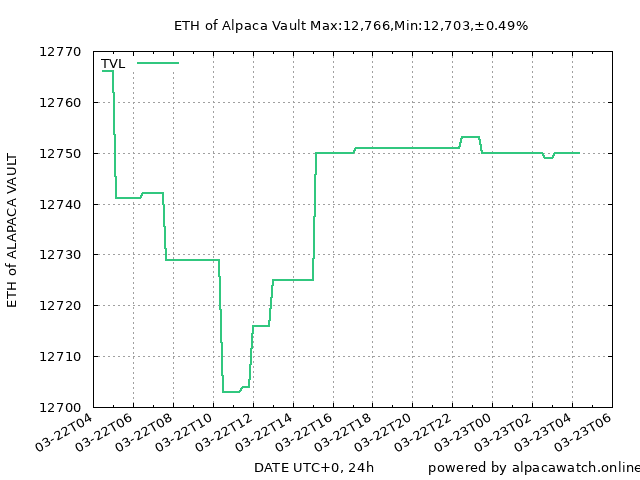 ETH of Alpaca Vault Max:12,766,Min:12,703,±0.49%
TVL
12770
12760
12750
12740
12730
12720
12710
12700
ETH of ALAPACA VAULT
03-22T04
03-22T06
03-22T08
03-22T10
03-22T12
03-22T14
03-22T16
03-22T18
03-22T20
03-22T22
03-23T00
03-23T02
03-23T04
03-23T06
DATE UTC+0, 24h
powered by alpacawatch.online